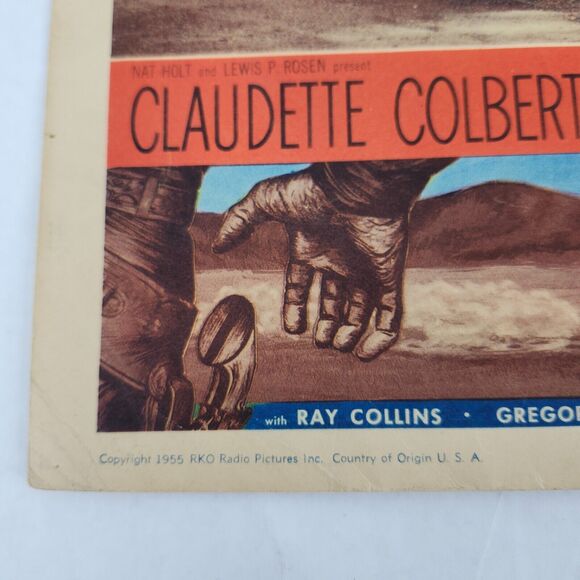 NAT HOLT and LEWIS P. ROSEN present
CLAUDETTE COLBERT
with RAY COLLINS · GREGO
Copyright 1955 RKO Radio Pictures Inc. Country of Origin U. S. A.